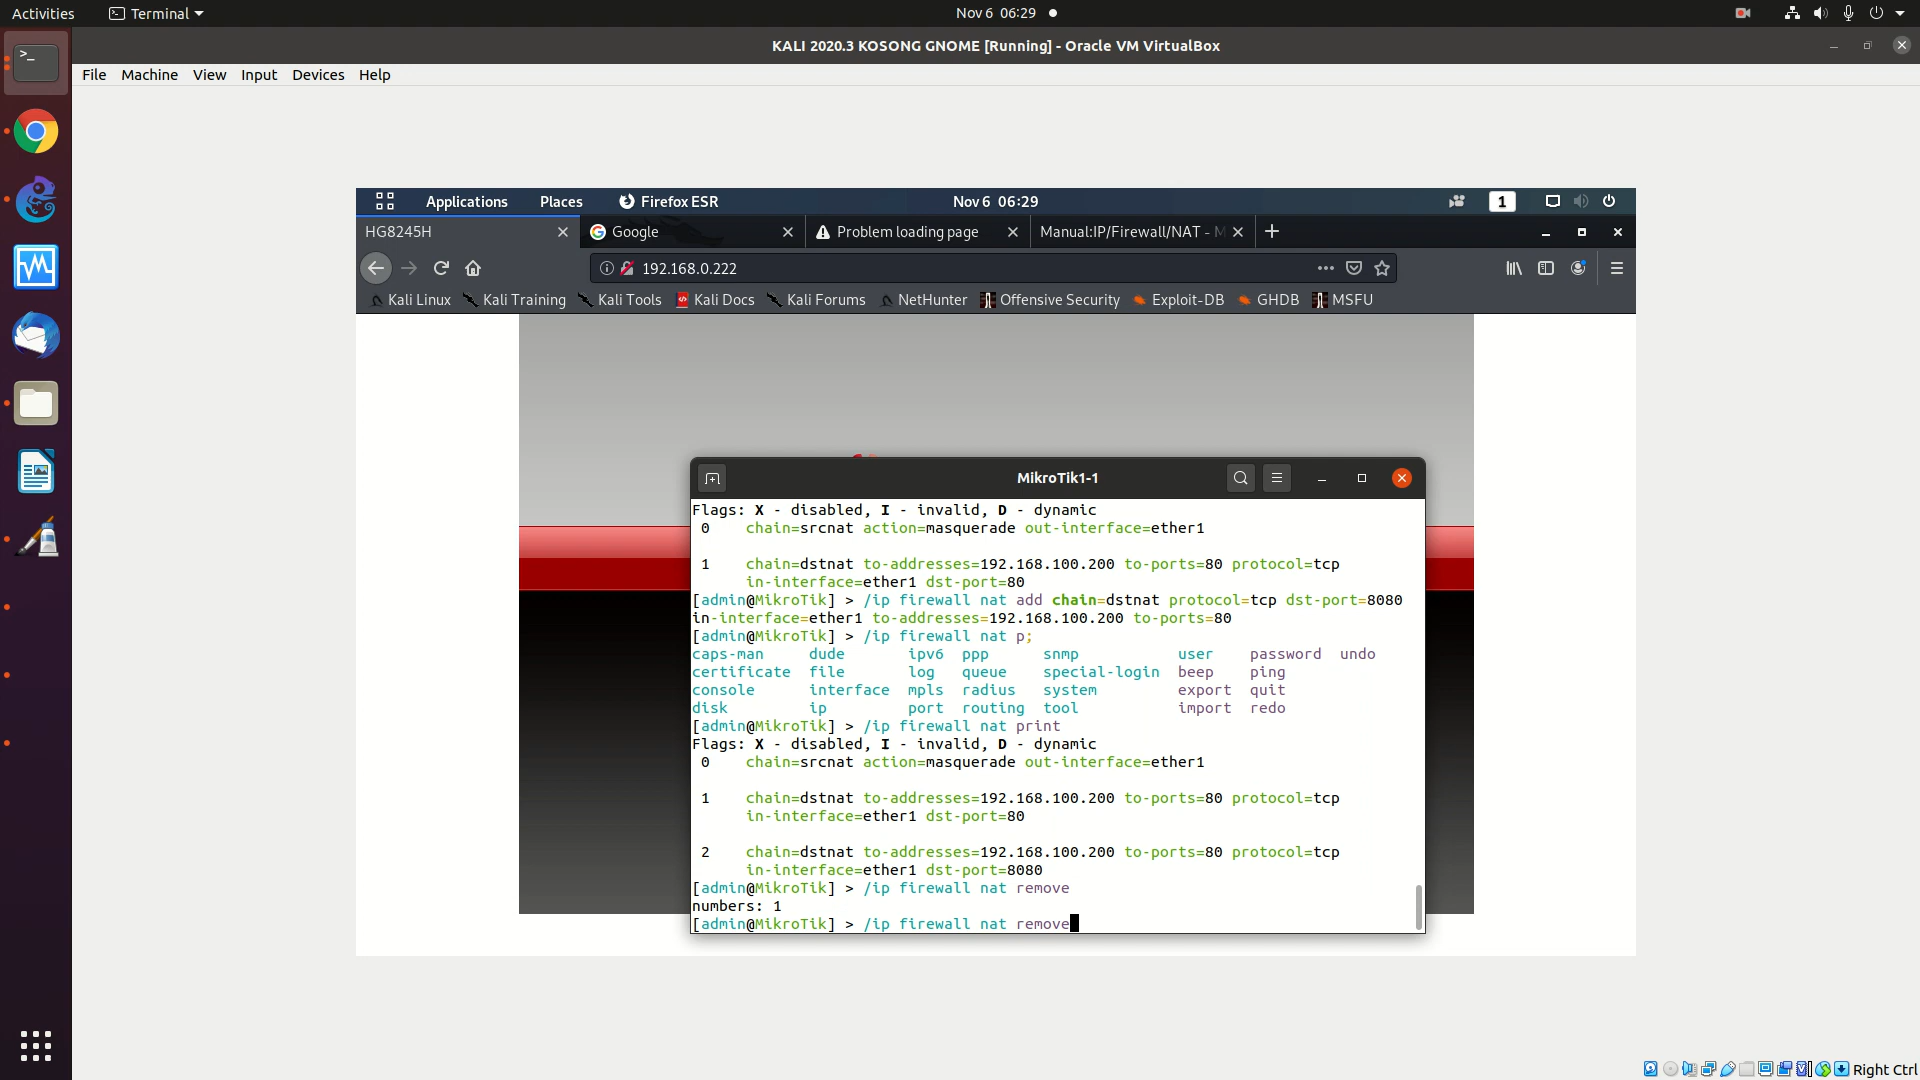 Activities Terminal Nov 6 06:29
KALI 2020.3 KOSONG GNOME [Running] - Oracle VM VirtualBox
File Machine View Input Devices Help
Applications Places Firefox ESR Nov 6 06:29 1
HG8245H Google Problem loading page Manual:IP/Firewall/NAT - M
192.168.0.222
Kali Linux Kali Training Kali Tools Kali Docs Kali Forums NetHunter Offensive Security Exploit-DB GHDB MSFU
MikroTik1-1
Flags: X - disabled, I - invalid, D - dynamic
0 chain=srcnat action=masquerade out-interface=ether1
1 chain=dstnat to-addresses=192.168.100.200 to-ports=80 protocol=tcp
in-interface=ether1 dst-port=80
[admin@MikroTik] > /ip firewall nat add chain=dstnat protocol=tcp dst-port=8080
in-interface=ether1 to-addresses=192.168.100.200 to-ports=80
[admin@MikroTik] > /ip firewall nat p;
caps-man dude ipv6 ppp snmp user password undo
certificate file log queue special-login beep ping
console interface mpls radius system export quit
disk ip port routing tool import redo
[admin@MikroTik] > /ip firewall nat print
Flags: X - disabled, I - invalid, D - dynamic
0 chain=srcnat action=masquerade out-interface=ether1
1 chain=dstnat to-addresses=192.168.100.200 to-ports=80 protocol=tcp
in-interface=ether1 dst-port=80
2 chain=dstnat to-addresses=192.168.100.200 to-ports=80 protocol=tcp
in-interface=ether1 dst-port=8080
[admin@MikroTik] > /ip firewall nat remove
numbers: 1
[admin@MikroTik] > /ip firewall nat remove
Right Ctrl